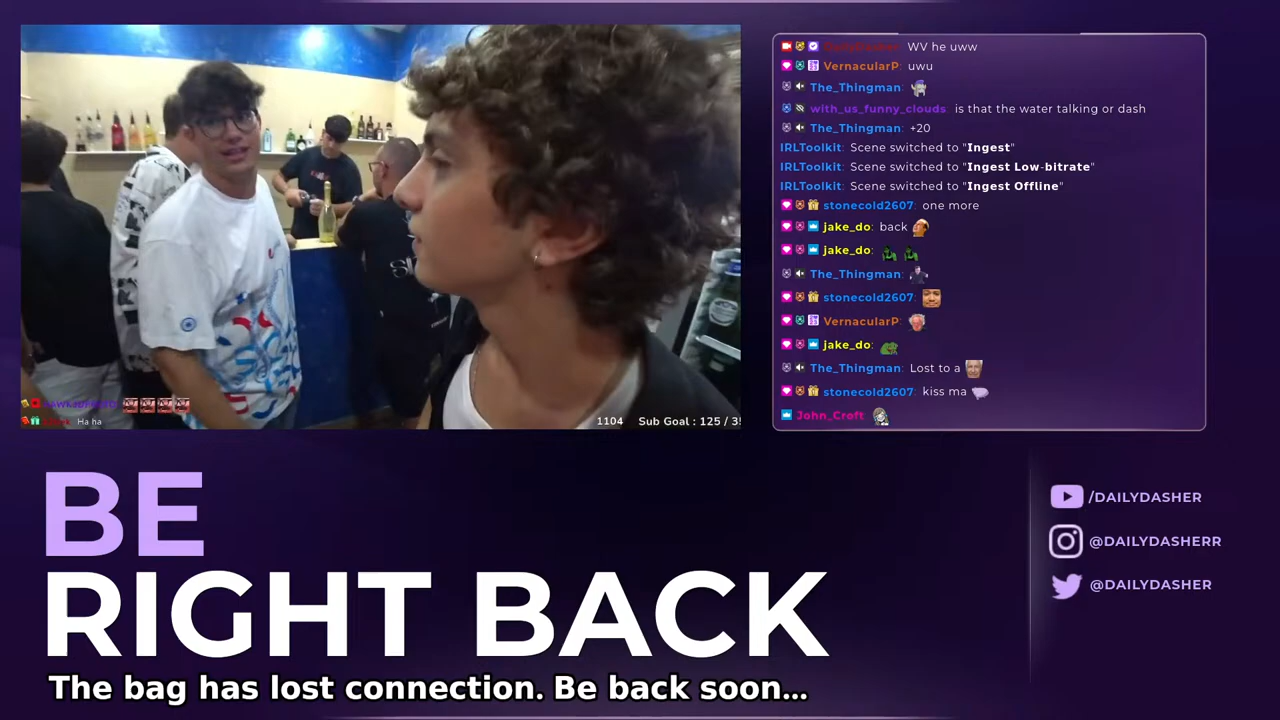 WV he uww
VernacularP: uwu
The_Thingman:
with_us_funny_clouds: is that the water talking or dash
The_Thingman: +20
IRLToolkit: Scene switched to "Ingest"
IRLToolkit: Scene switched to "Ingest Low-bitrate"
IRLToolkit: Scene switched to "Ingest Offline"
stonecold2607: one more
jake_do: back
jake_do:
The_Thingman:
stonecold2607:
VernacularP:
jake_do:
The_Thingman: Lost to a
stonecold2607: kiss ma
John_Croft:
Ha ha
1104 Sub Goal : 125 / 35
BE
RIGHT BACK
The bag has lost connection. Be back soon...
/DAILYDASHER
@DAILYDASHERR
@DAILYDASHER